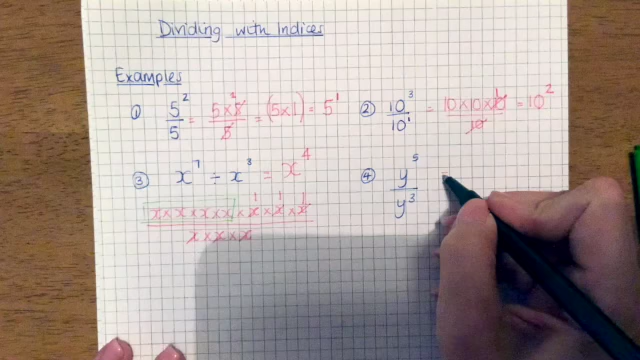 Dividing with Indices
Examples
① 5²/5 = 5 × 5/5 = (5×1) = 5¹
② 10³/10¹ = 10 × 10 × 10/10 = 10²
③ x⁷ ÷ x³ = x⁴
x × x × x × x × x × x × x
x × x × x
④ y⁵/y³